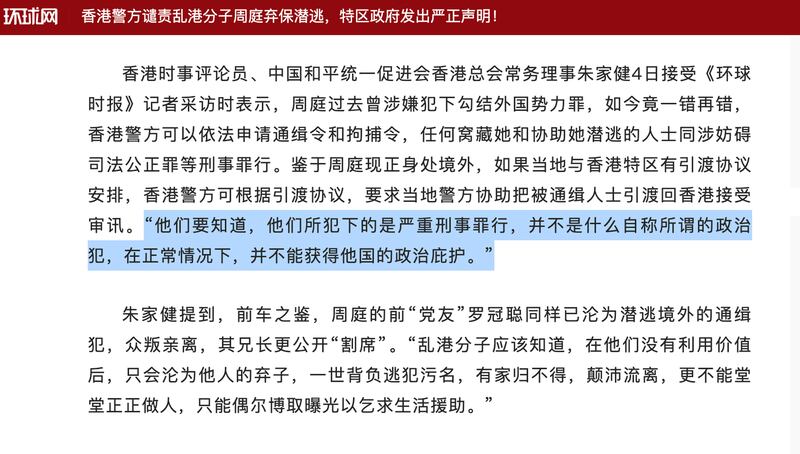 环球网 香港警方谴责乱港分子周庭弃保潜逃，特区政府发出严正声明！
香港时事评论员、中国和平统一促进会香港总会常务理事朱家健4日接受《环球
时报》记者采访时表示，周庭过去曾涉嫌犯下勾结外国势力罪，如今竟一错再错，
香港警方可以依法申请通缉令和拘捕令，任何窝藏她和协助她潜逃的人士同涉妨碍
司法公正罪等刑事罪行。鉴于周庭现正身处境外，如果当地与香港特区有引渡协议
安排，香港警方可根据引渡协议，要求当地警方协助把被通缉人士引渡回香港接受
审讯。“他们要知道，他们所犯下的是严重刑事罪行，并不是什么自称所谓的政治
犯，在正常情况下，并不能获得他国的政治庇护。”
朱家健提到，前车之鉴，周庭的前“党友”罗冠聪同样已沦为潜逃境外的通缉
犯，众叛亲离，其兄长更公开“割席”。“乱港分子应该知道，在他们没有利用价值
后，只会沦为他人的弃子，一世背负逃犯污名，有家归不得，颠沛流离，更不能堂
堂正正做人，只能偶尔博取曝光以乞求生活援助。”